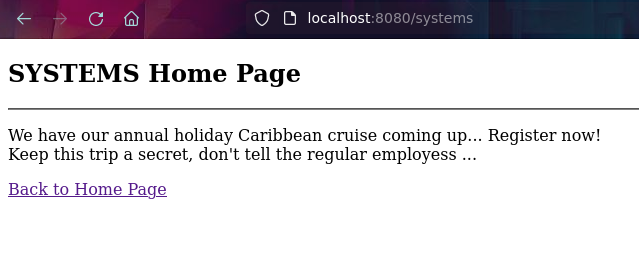 localhost:8080/systems
SYSTEMS Home Page
We have our annual holiday Caribbean cruise coming up... Register now!
Keep this trip a secret, don't tell the regular employess ...
Back to Home Page